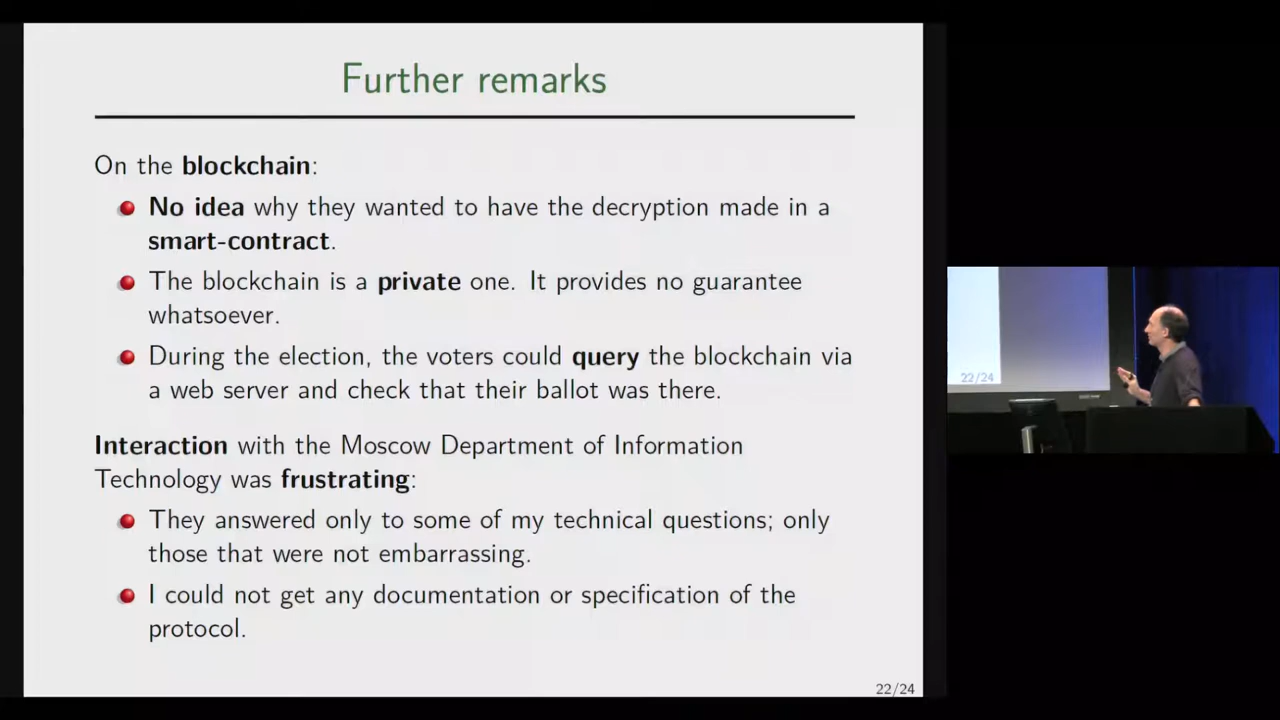 Further remarks
On the blockchain:
No idea why they wanted to have the decryption made in a
smart-contract.
The blockchain is a private one. It provides no guarantee
whatsoever.
During the election, the voters could query the blockchain via
a web server and check that their ballot was there.
Interaction with the Moscow Department of Information
Technology was frustrating:
They answered only to some of my technical questions; only
those that were not embarrassing.
I could not get any documentation or specification of the
protocol.
22/24
22/24